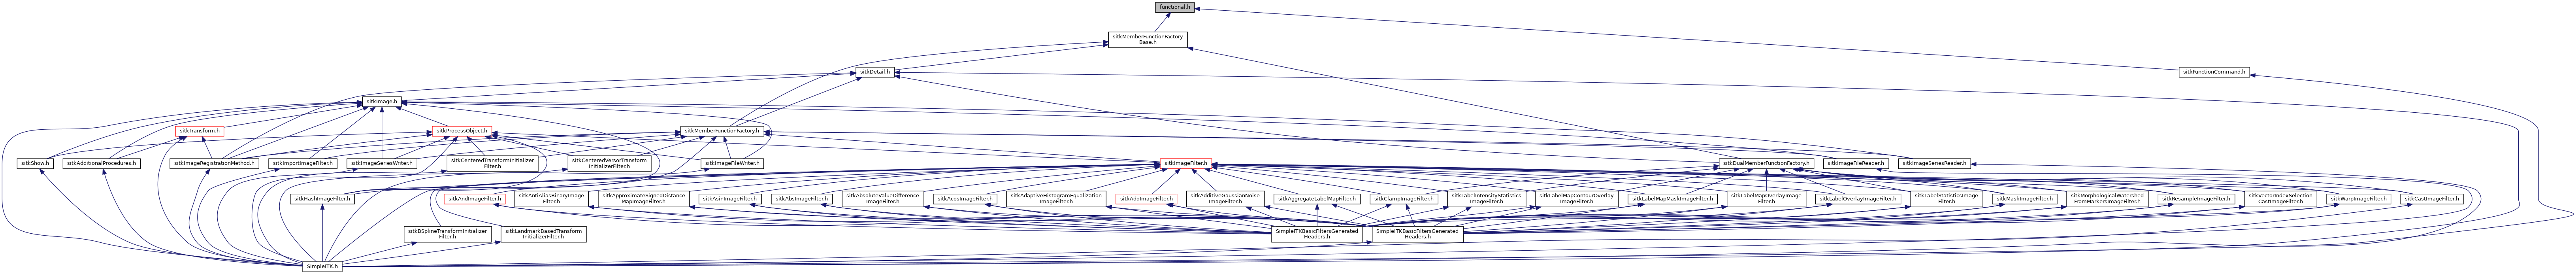 functional.h
sitkMemberFunctionFactory
Base.h
sitkDetail.h
sitkFunctionCommand.h
sitkImage.h
sitkTransform.h
sitkProcessObject.h
sitkMemberFunctionFactory.h
sitkShow.h
sitkAdditionalProcedures.h
sitkImageRegistrationMethod.h
sitkImportImageFilter.h
sitkImageSeriesWriter.h
sitkCenteredTransformInitializer
Filter.h
sitkCenteredVersorTransform
InitializerFilter.h
sitkImageFileWriter.h
sitkImageFilter.h
sitkDualMemberFunctionFactory.h
sitkImageFileReader.h
sitkImageSeriesReader.h
sitkHashImageFilter.h
sitkAndImageFilter.h
sitkAntiAliasBinaryImage
Filter.h
sitkApproximateSignedDistance
MapImageFilter.h
sitkAsinImageFilter.h
sitkAbsImageFilter.h
sitkAbsoluteValueDifference
ImageFilter.h
sitkAcosImageFilter.h
sitkAdaptiveHistogramEqualization
ImageFilter.h
sitkAddImageFilter.h
sitkAdditiveGaussianNoise
ImageFilter.h
sitkAggregateLabelMapFilter.h
sitkClampImageFilter.h
sitkLabelIntensityStatistics
ImageFilter.h
sitkLabelMapContourOverlay
ImageFilter.h
sitkLabelMapMaskImageFilter.h
sitkLabelMapOverlayImage
Filter.h
sitkLabelOverlayImageFilter.h
sitkLabelStatisticsImage
Filter.h
sitkMaskImageFilter.h
sitkMorphologicalWatershed
FromMarkersImageFilter.h
sitkResampleImageFilter.h
sitkVectorIndexSelection
CastImageFilter.h
sitkWarpImageFilter.h
sitkCastImageFilter.h
sitkBSplineTransformInitializer
Filter.h
sitkLandmarkBasedTransform
InitializerFilter.h
SimpleITKBasicFiltersGenerated
Headers.h
SimpleITKBasicFiltersGenerated
Headers.h
SimpleITK.h